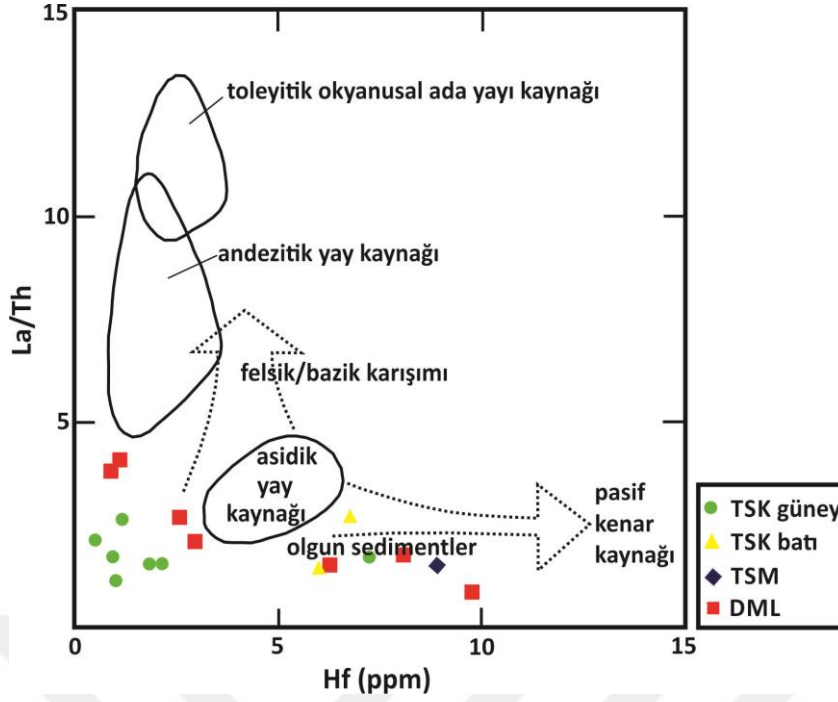 15
toleyitik okyanusal ada yayı kaynağı
10
andezitik yay kaynağı
La/Th
felsik/bazik karışımı
5
asidik
yay
kaynağı
olgun sedimentler
pasif
kenar
kaynağı
0
5
10
15
Hf (ppm)
TSK güney
TSK batı
TSM
DML